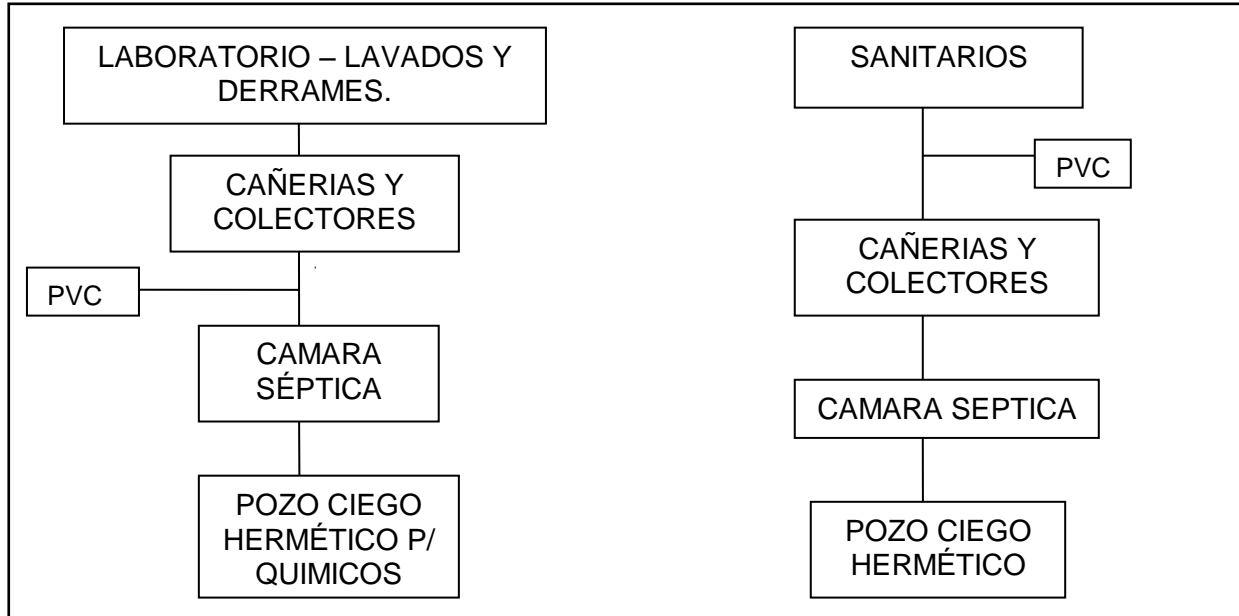 LABORATORIO – LAVADOS Y
DERRAMES.
CAÑERIAS Y
COLECTORES
PVC
CAMARA
SÉPTICA
POZO CIEGO
HERMÉTICO P/
QUIMICOS
SANITARIOS
PVC
CAÑERIAS Y
COLECTORES
CAMARA SEPTICA
POZO CIEGO
HERMÉTICO